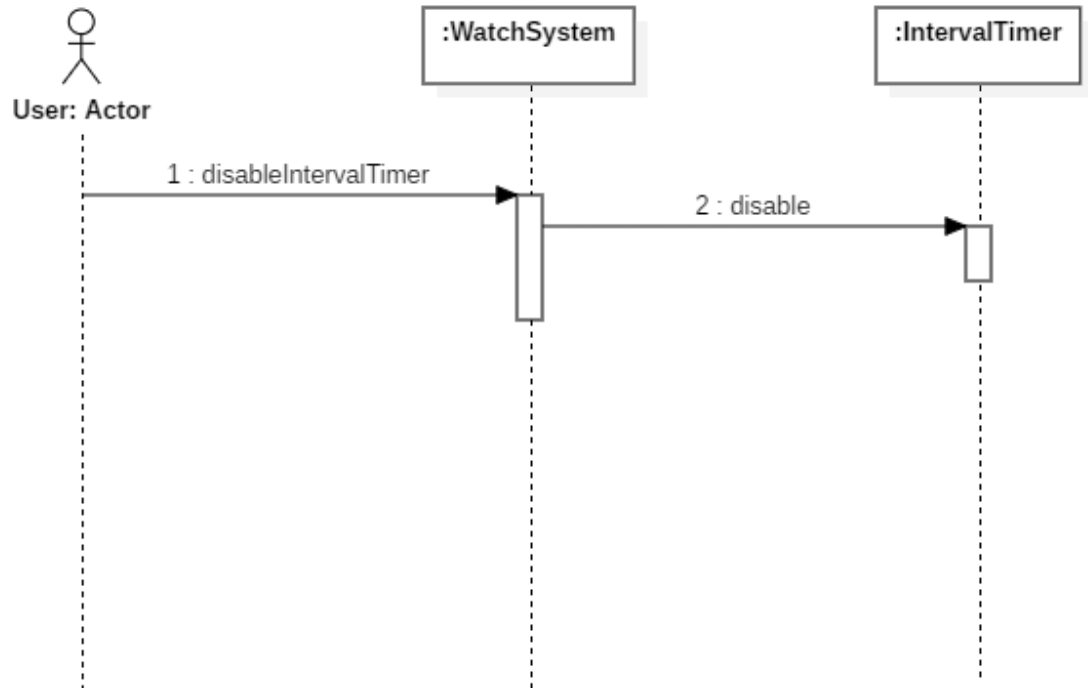 :WatchSystem
:IntervalTimer
User: Actor
1 : disableIntervalTimer
2 : disable